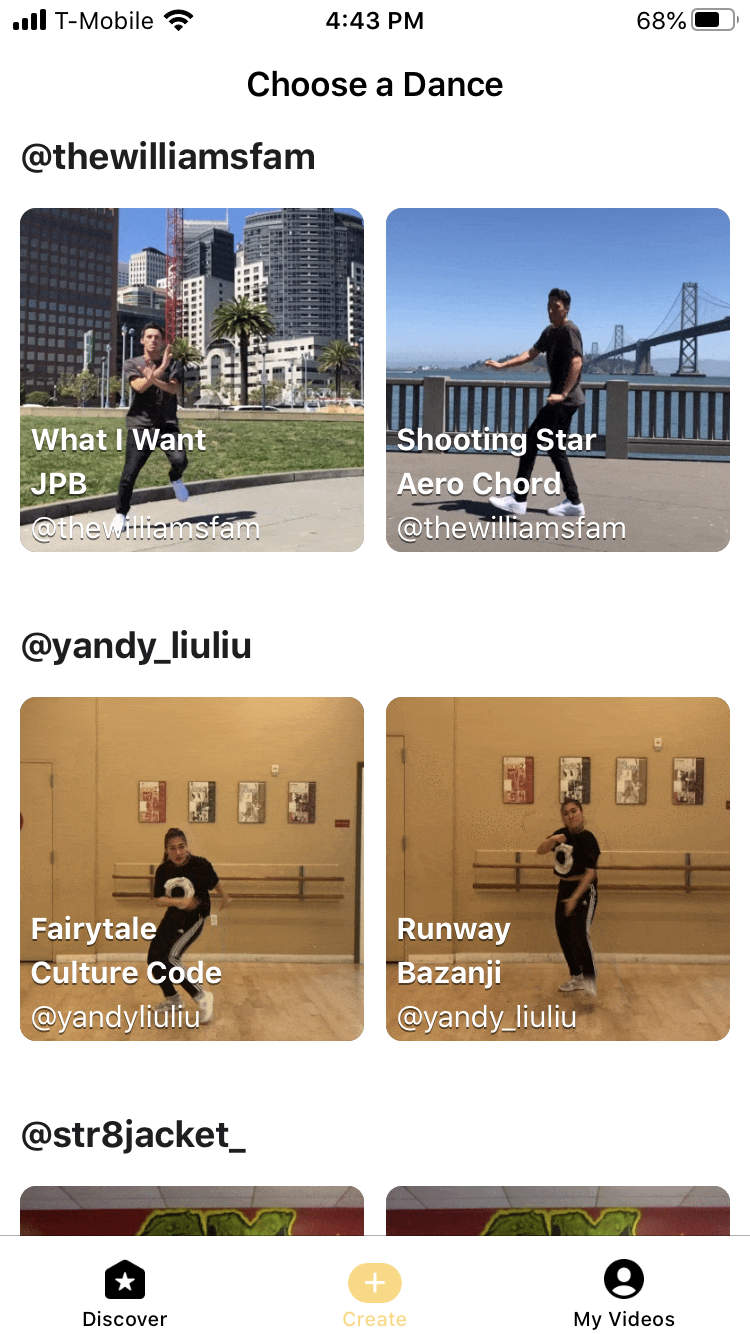 T-Mobile 4:43 PM 68%
Choose a Dance
@thewilliamsfam
What I Want
JPB
@thewilliamsfam
Shooting Star
Aero Chord
@thewilliamsfam
@yandy_liuliu
Fairytale
Culture Code
@yandyliuliu
Runway
Bazanji
@yandy_liuliu
@str8jacket_
Discover
Create
My Videos